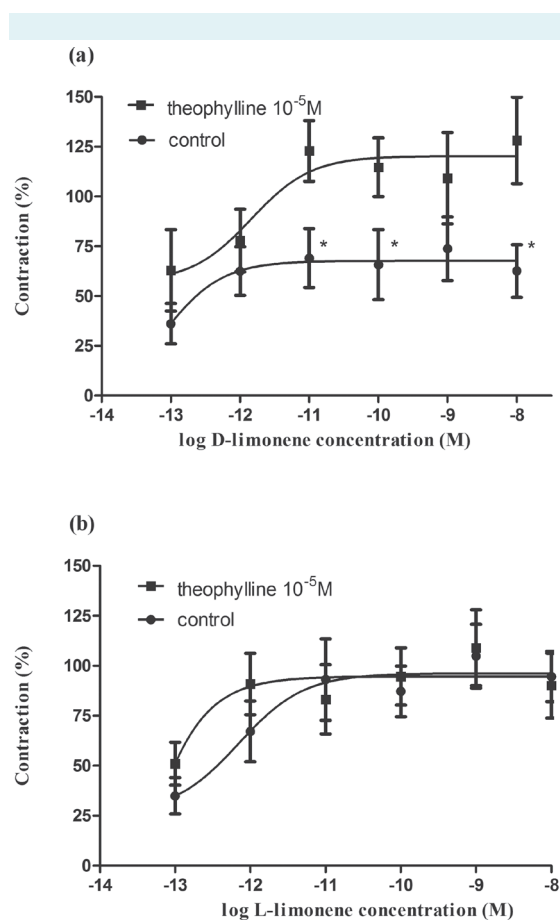 (a)
150
125
100
75
50
25
0
Contraction (%)
theophylline 10⁻⁵M
control
*
*
*
-14 -13 -12 -11 -10 -9 -8
log D-limonene concentration (M)
(b)
150
125
100
75
50
25
0
Contraction (%)
theophylline 10⁻⁵M
control
-14 -13 -12 -11 -10 -9 -8
log L-limonene concentration (M)